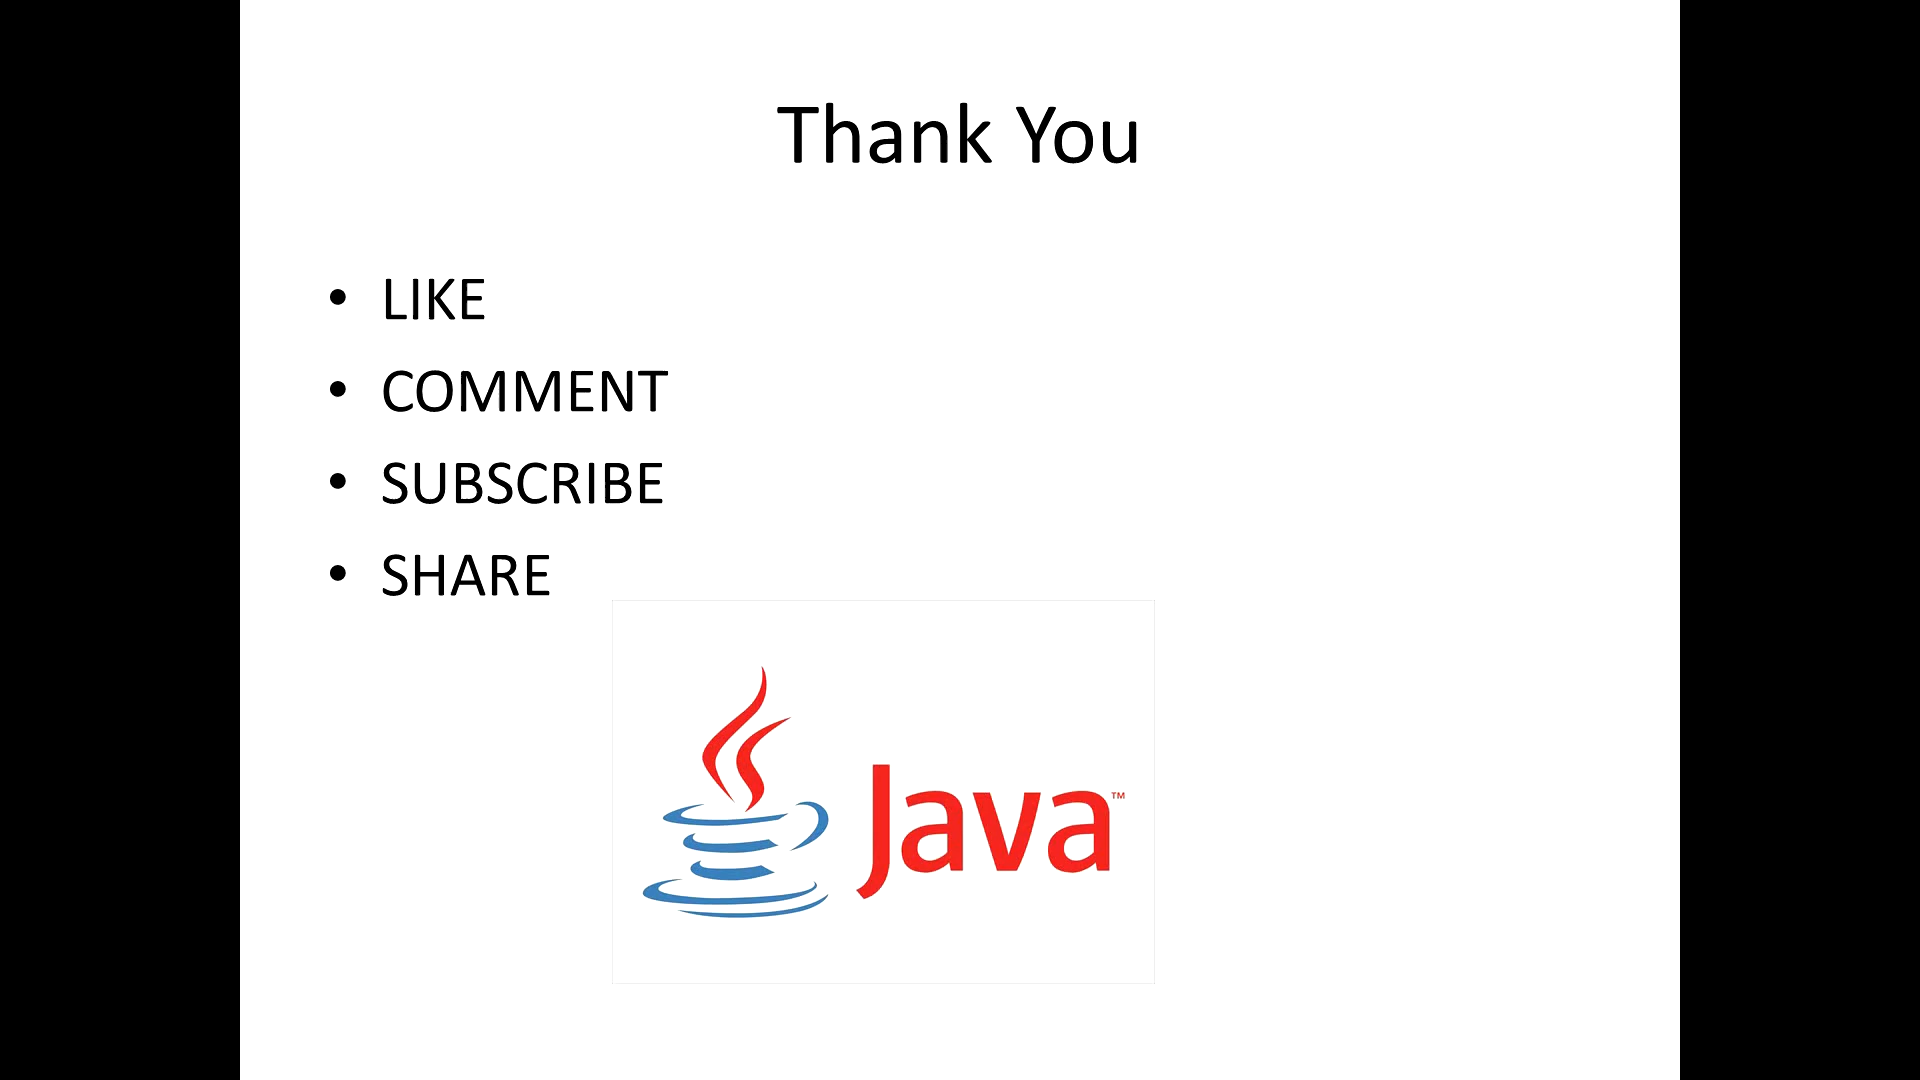 Thank You
• LIKE
• COMMENT
• SUBSCRIBE
• SHARE
Java™